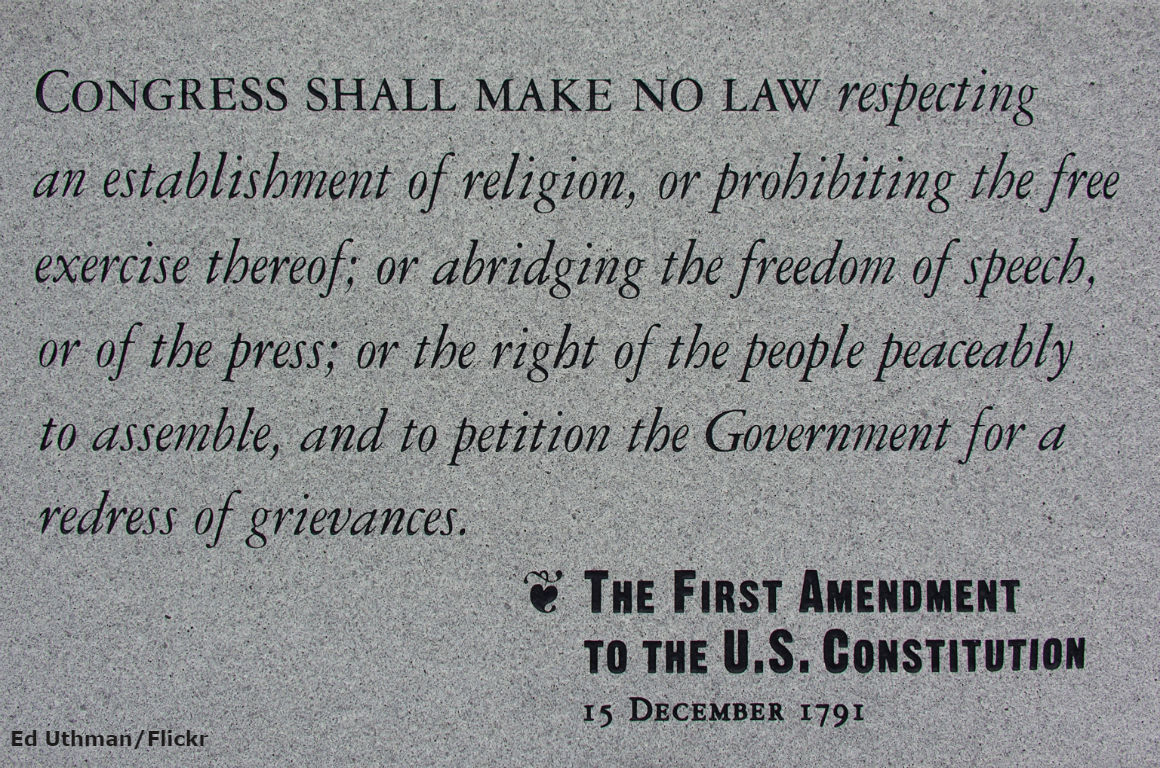 CONGRESS SHALL MAKE NO LAW respecting
an establishment of religion, or prohibiting the free
exercise thereof; or abridging the freedom of speech,
or of the press; or the right of the people peaceably
to assemble, and to petition the Government for a
redress of grievances.
❦ THE FIRST AMENDMENT
TO THE U.S. CONSTITUTION
15 DECEMBER 1791
Ed Uthman/Flickr